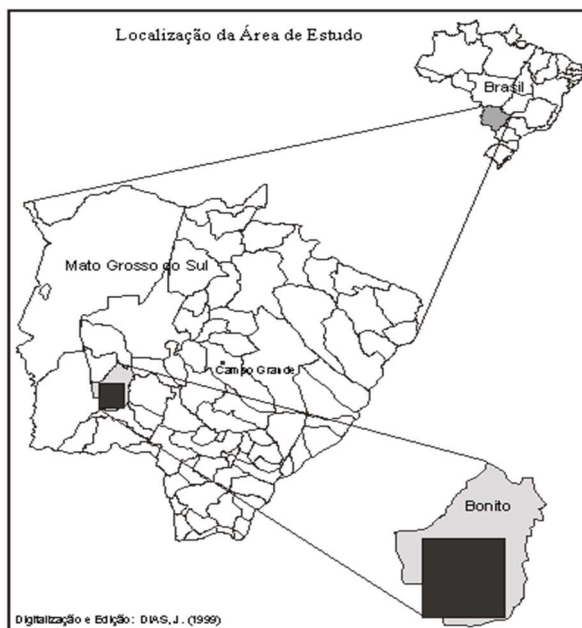 Localização da Área de Estudo
Brasil
Mato Grosso do Sul
Campo Grande
Bonito
Digitalização e Edição: DIAS, J. (1999)